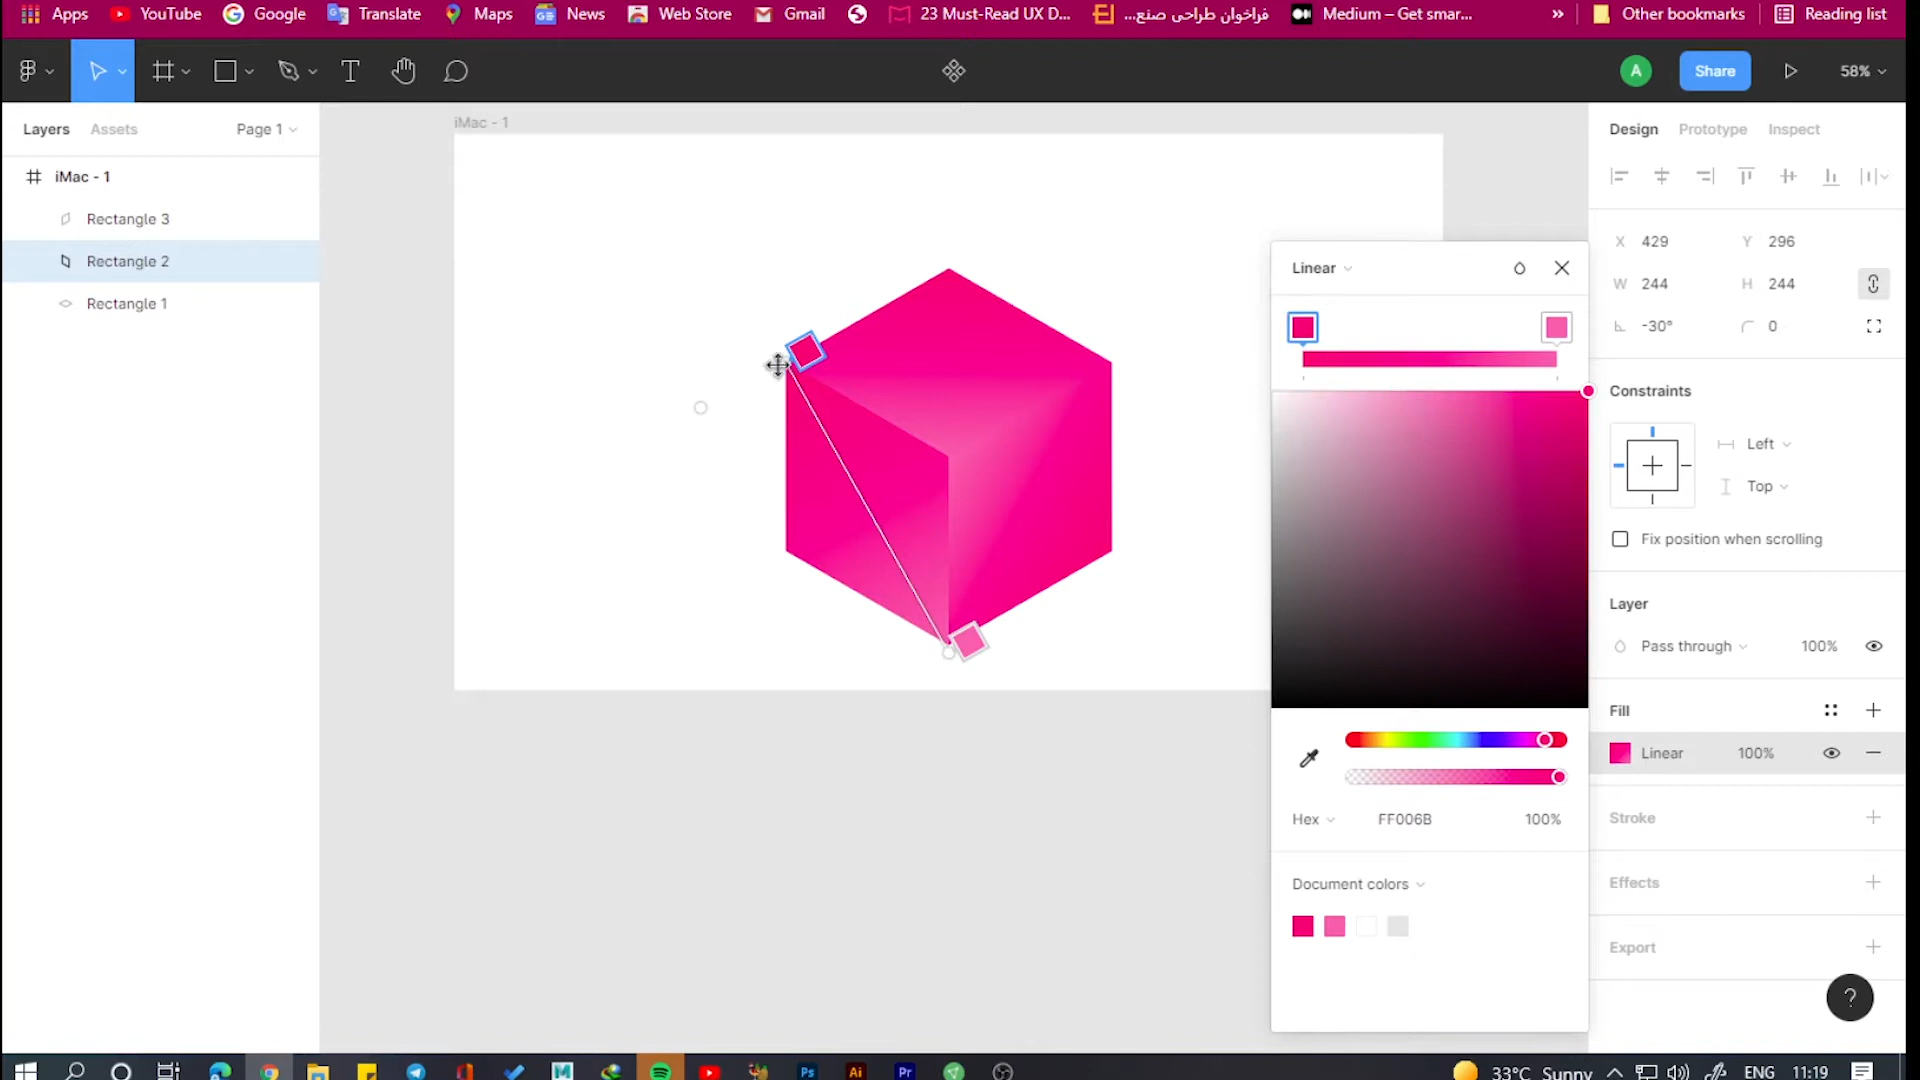 Apps YouTube Google Translate Maps News Web Store Gmail 23 Must-Read UX D... فراخوان طراحی صنع... Medium – Get smar... » Other bookmarks Reading list
T A Share 58%
Layers Assets Page 1
iMac - 1
Rectangle 3
Rectangle 2
Rectangle 1
iMac - 1
Linear
Hex FF006B 100%
Document colors
Design Prototype Inspect
X 429 Y 296
W 244 H 244
-30° 0
Constraints
Left
Top
Fix position when scrolling
Layer
Pass through 100%
Fill
Linear 100%
Stroke
Effects
Export
?
M Ps Ai Pr 33°C Sunny ENG 11:19